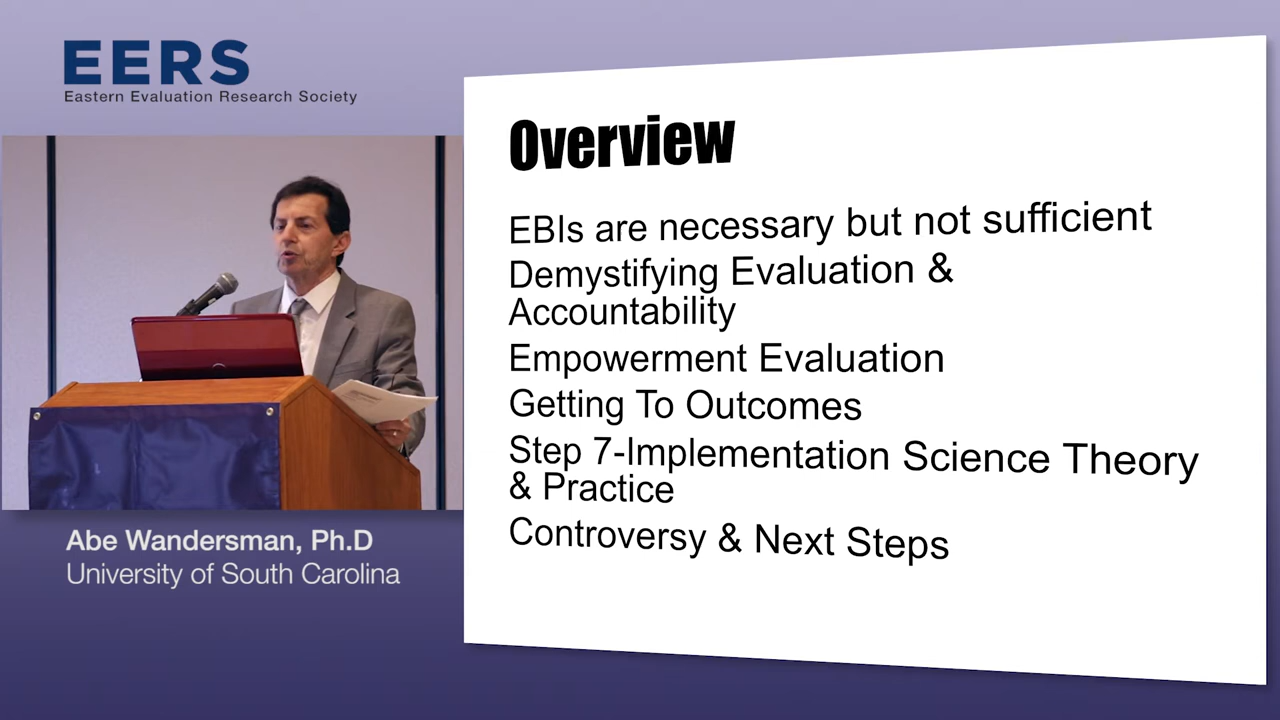 EERS
Eastern Evaluation Research Society
Abe Wandersman, Ph.D
University of South Carolina
Overview
EBIs are necessary but not sufficient
Demystifying Evaluation &
Accountability
Empowerment Evaluation
Getting To Outcomes
Step 7-Implementation Science Theory
& Practice
Controversy & Next Steps